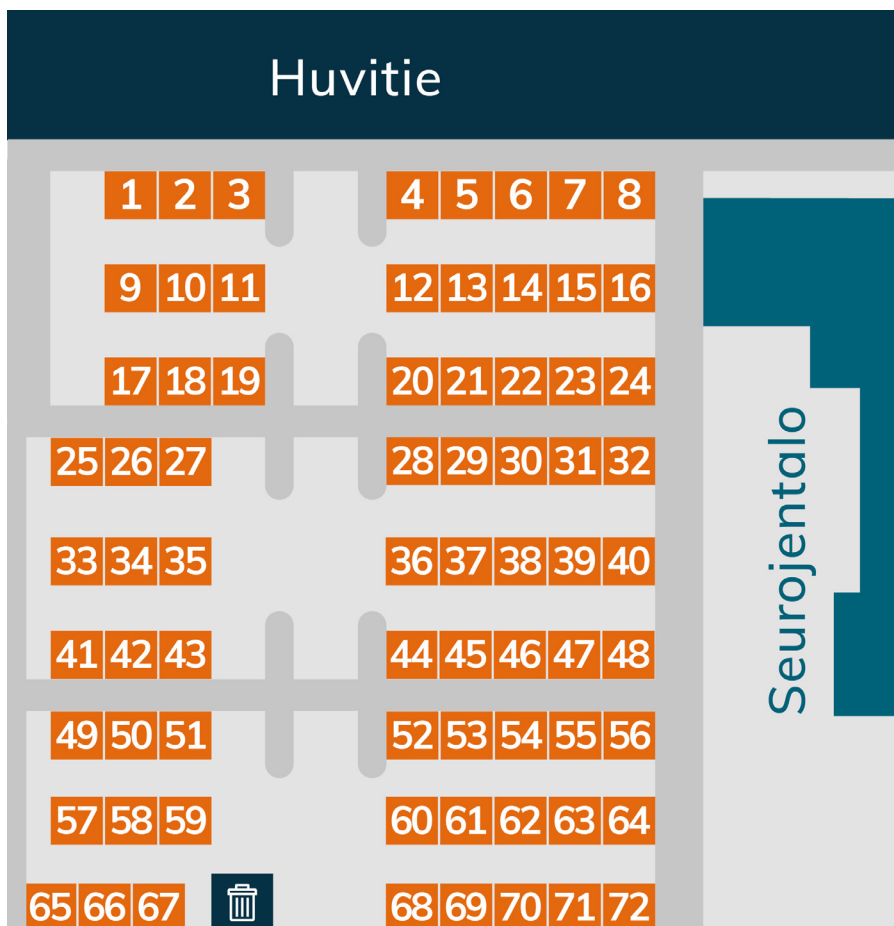 Huvitie
1 2 3 4 5 6 7 8
9 10 11 12 13 14 15 16
17 18 19 20 21 22 23 24
25 26 27 28 29 30 31 32
33 34 35 36 37 38 39 40
41 42 43 44 45 46 47 48
49 50 51 52 53 54 55 56
57 58 59 60 61 62 63 64
65 66 67 68 69 70 71 72
Seurojentalo